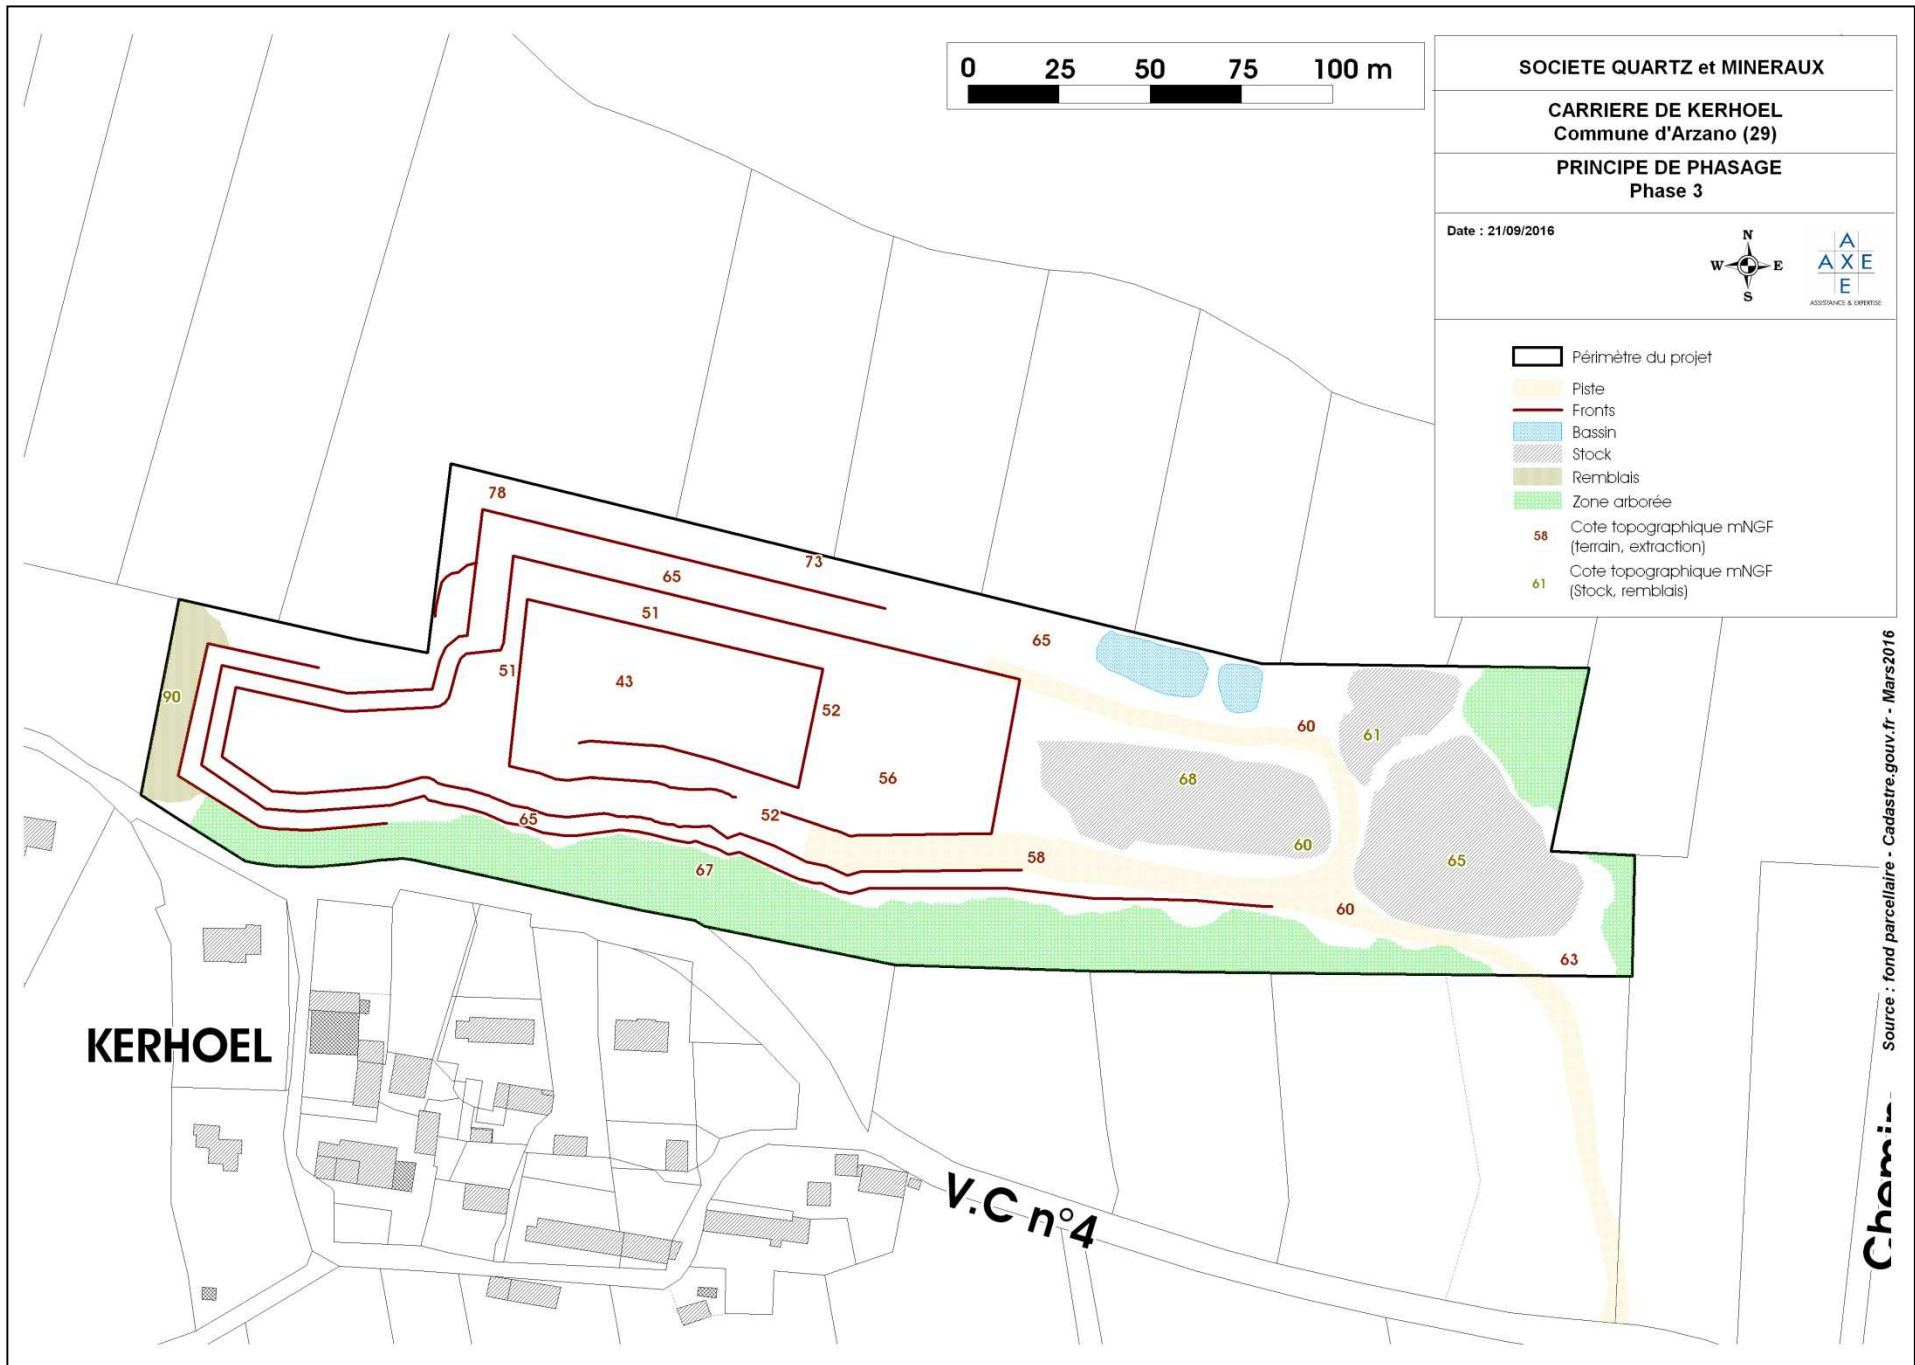 0 25 50 75 100 m
SOCIETE QUARTZ et MINERAUX
CARRIERE DE KERHOEL
Commune d'Arzano (29)
PRINCIPE DE PHASAGE
Phase 3
Date : 21/09/2016
N
W E
S
A
A X E
E
ASSISTANCE & EXPERTISE
Périmètre du projet
Piste
Fronts
Bassin
Stock
Remblais
Zone arborée
58 Cote topographique mNGF
(terrain, extraction)
61 Cote topographique mNGF
(Stock, remblais)
78
73
65
51
65
51
43
90
52
60
61
56
68
52
65
60
58
65
67
60
63
KERHOEL
V.C n°4
Chemin
Source : fond parcellaire - Cadastre.gouv.fr - Mars2016